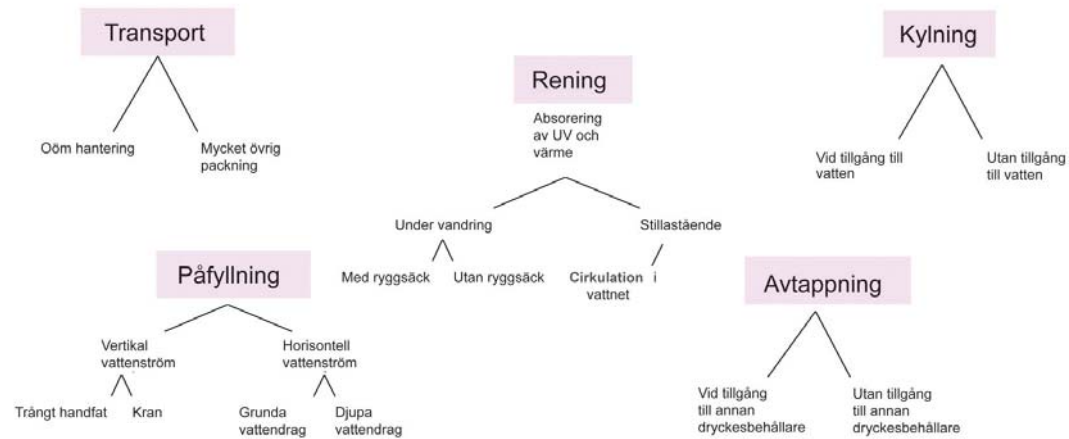 Transport
Oöm hantering
Mycket övrig
packning
Rening
Absorering
av UV och
värme
Under vandring
Med ryggsäck
Utan ryggsäck
Stillastående
Cirkulation i
vattnet
Kylning
Vid tillgång till
vatten
Utan tillgång
till vatten
Påfyllning
Vertikal
vattenström
Trångt handfat
Kran
Horisontell
vattenström
Grunda
vattendrag
Djupa
vattendrag
Avtappning
Vid tillgång
till annan
dryckesbehållare
Utan tillgång
till annan
dryckesbehållare